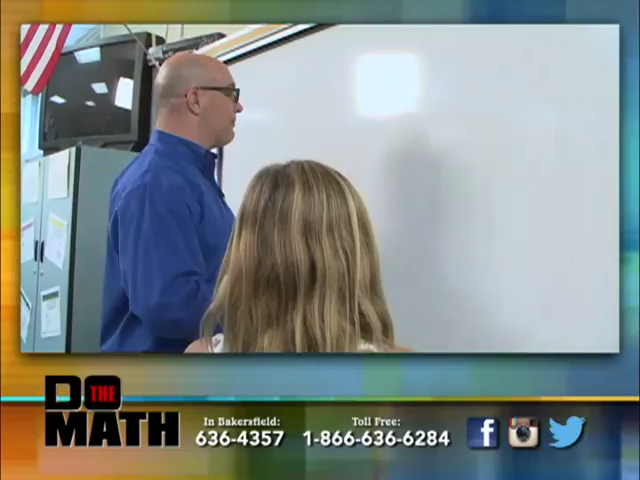 DO THE
MATH
In Bakersfield:
636-4357
Toll Free:
1-866-636-6284